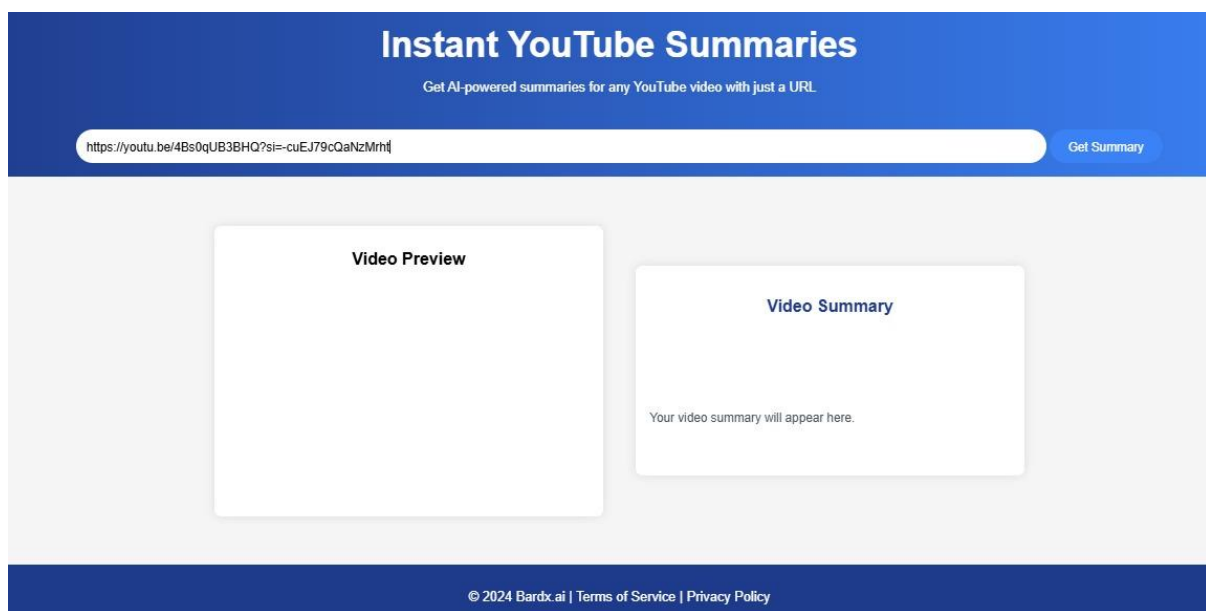 Instant YouTube Summaries
Get AI-powered summaries for any YouTube video with just a URL
https://youtu.be/4Bs0qUB3BHQ?si=-cuEJ79cQaNzMrht
Get Summary
Video Preview
Video Summary
Your video summary will appear here.
© 2024 Bardx.ai | Terms of Service | Privacy Policy